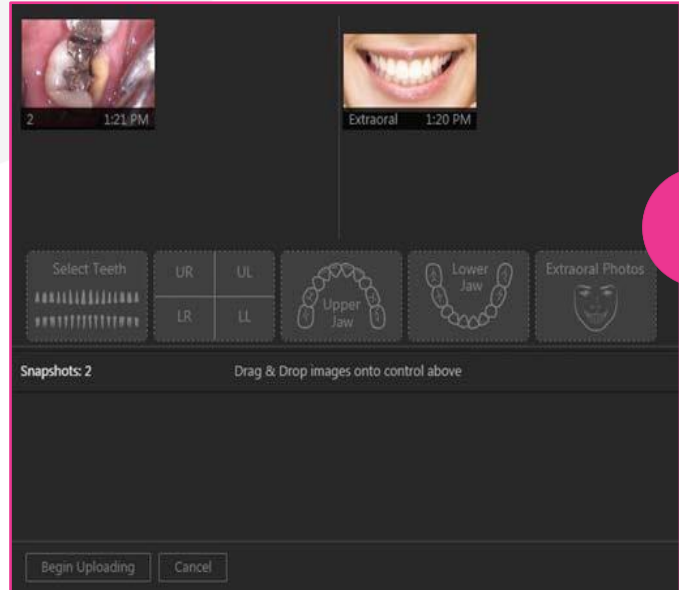 2 1:21 PM
Extraoral 1:20 PM
Select Teeth
UR UL
LR LL
Upper
Jaw
Lower
Jaw
Extraoral Photos
Snapshots: 2 Drag & Drop images onto control above
Begin Uploading Cancel